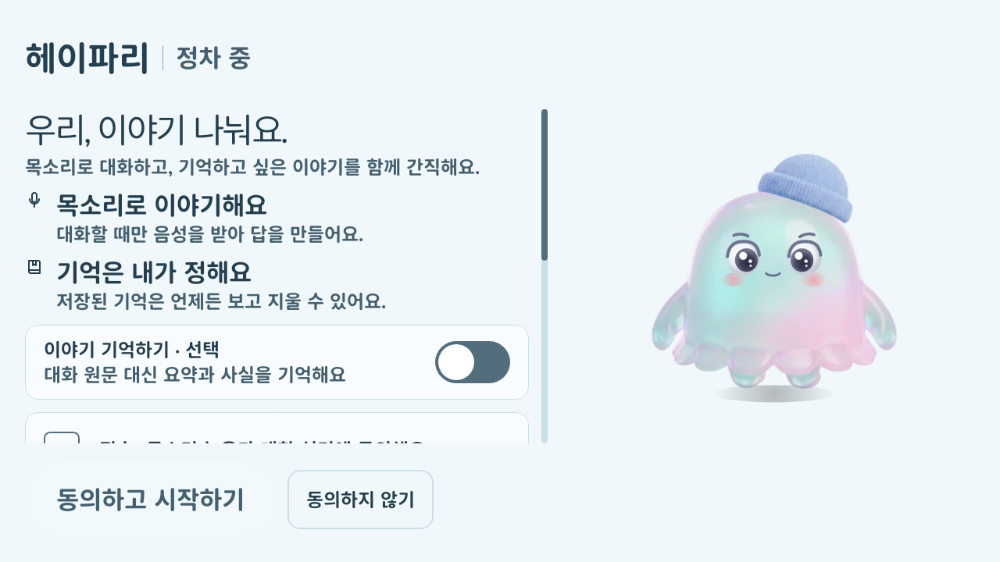 헤이파리
정차 중
우리, 이야기 나눠요.
목소리로 대화하고, 기억하고 싶은 이야기를 함께 간직해요.
목소리로 이야기해요
대화할 때만 음성을 받아 답을 만들어요.
기억은 내가 정해요
저장된 기억은 언제든 보고 지울 수 있어요.
이야기 기억하기 · 선택
대화 원문 대신 요약과 사실을 기억해요
동의하고 시작하기
동의하지 않기